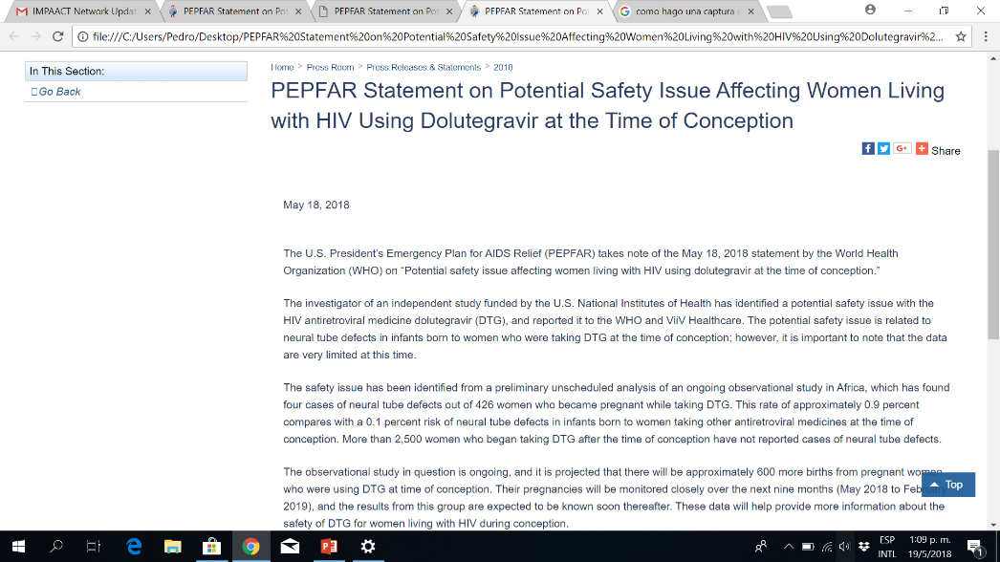 IMPAACT Network Updat
PEPFAR Statement on Pot
PEPFAR Statement on Pot
PEPFAR Statement on Pot
como hago una captura
file:///C:/Users/Pedro/Desktop/PEPFAR%20Statement%20on%20Potential%20Safety%20Issue%20Affecting%20Women%20Living%20with%20HIV%20Using%20Dolutegravir%2...
In This Section:
Go Back
Home > Press Room > Press Releases & Statements > 2018
PEPFAR Statement on Potential Safety Issue Affecting Women Living
with HIV Using Dolutegravir at the Time of Conception
Share
May 18, 2018
The U.S. President's Emergency Plan for AIDS Relief (PEPFAR) takes note of the May 18, 2018 statement by the World Health
Organization (WHO) on “Potential safety issue affecting women living with HIV using dolutegravir at the time of conception.”
The investigator of an independent study funded by the U.S. National Institutes of Health has identified a potential safety issue with the
HIV antiretroviral medicine dolutegravir (DTG), and reported it to the WHO and ViiV Healthcare. The potential safety issue is related to
neural tube defects in infants born to women who were taking DTG at the time of conception; however, it is important to note that the data
are very limited at this time.
The safety issue has been identified from a preliminary unscheduled analysis of an ongoing observational study in Africa, which has found
four cases of neural tube defects out of 426 women who became pregnant while taking DTG. This rate of approximately 0.9 percent
compares with a 0.1 percent risk of neural tube defects in infants born to women taking other antiretroviral medicines at the time of
conception. More than 2,500 women who began taking DTG after the time of conception have not reported cases of neural tube defects.
The observational study in question is ongoing, and it is projected that there will be approximately 600 more births from pregnant women
who were using DTG at time of conception. Their pregnancies will be monitored closely over the next nine months (May 2018 to February
Top
2019), and the results from this group are expected to be known soon thereafter. These data will help provide more information about the
safety of DTG for women living with HIV during conception.
ESP
INTL
1:09 p. m.
19/5/2018
1